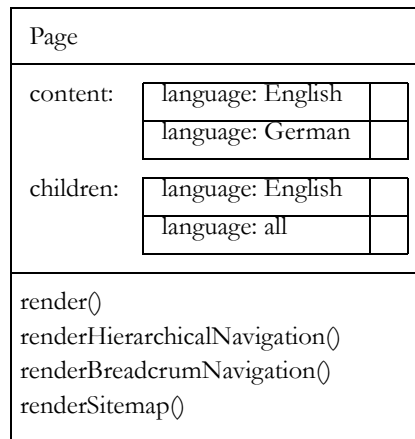 Page
content:
language: English
language: German
children:
language: English
language: all
render()
renderHierarchicalNavigation()
renderBreadcrumNavigation()
renderSitemap()